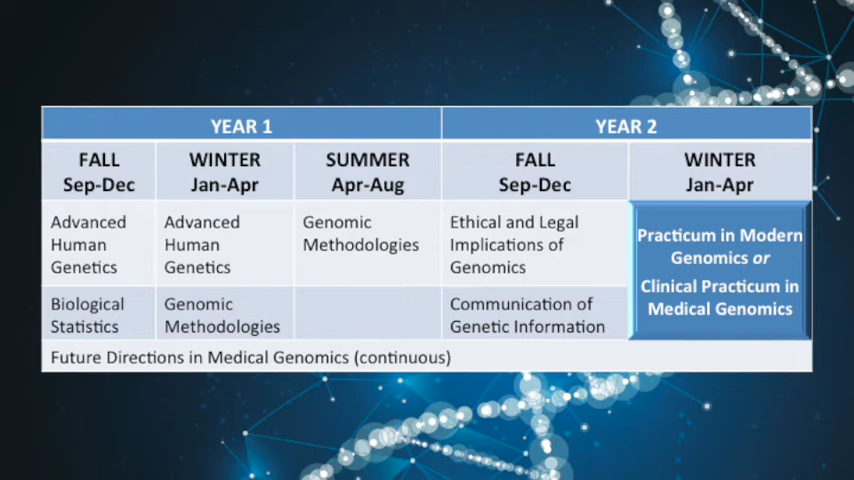 YEAR 1
YEAR 2
FALL
Sep-Dec
WINTER
Jan-Apr
SUMMER
Apr-Aug
FALL
Sep-Dec
WINTER
Jan-Apr
Advanced
Human
Genetics
Advanced
Human
Genetics
Genomic
Methodologies
Ethical and Legal
Implications of
Genomics
Practicum in Modern
Genomics or
Clinical Practicum in
Medical Genomics
Biological
Statistics
Genomic
Methodologies
Communication of
Genetic Information
Future Directions in Medical Genomics (continuous)